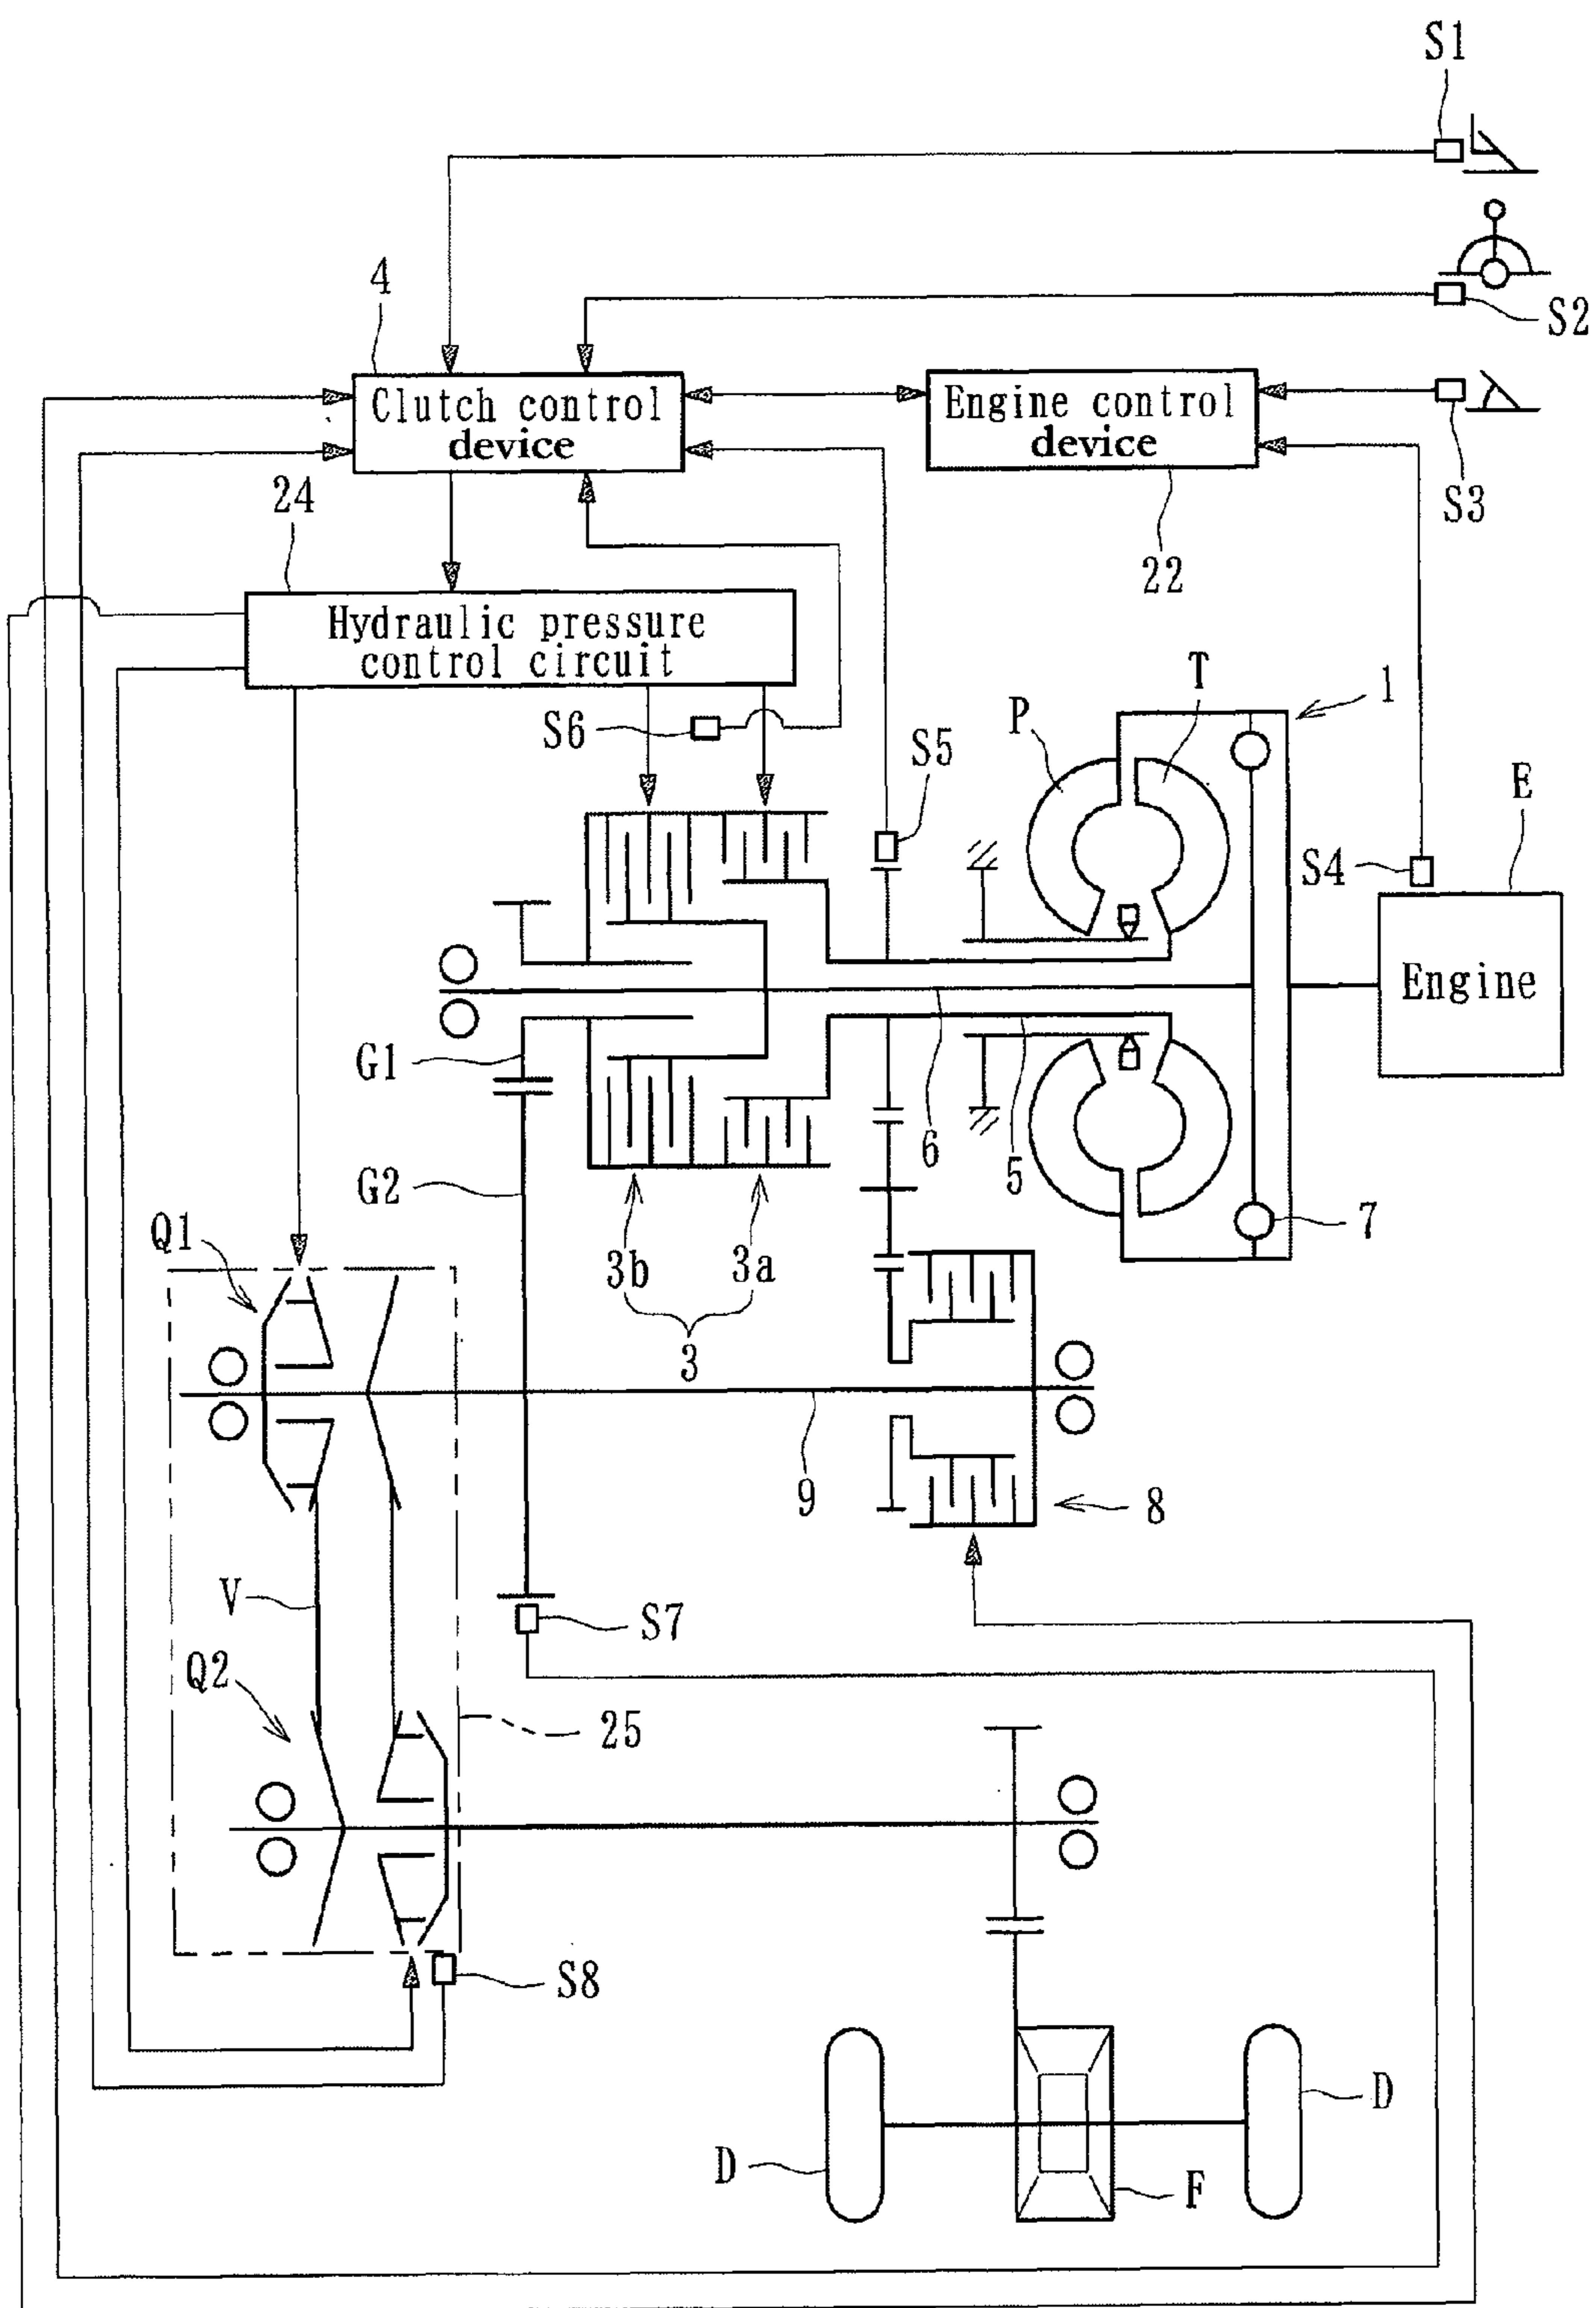 S1
S2
4
Clutch control
device
Engine control
device
S3
24
22
Hydraulic pressure
control circuit
T
1
S6
P
S5
E
S4
Engine
G1
6
5
G2
7
Q1
3b
3a
3
9
8
V
S7
Q2
25
S8
D
D
F